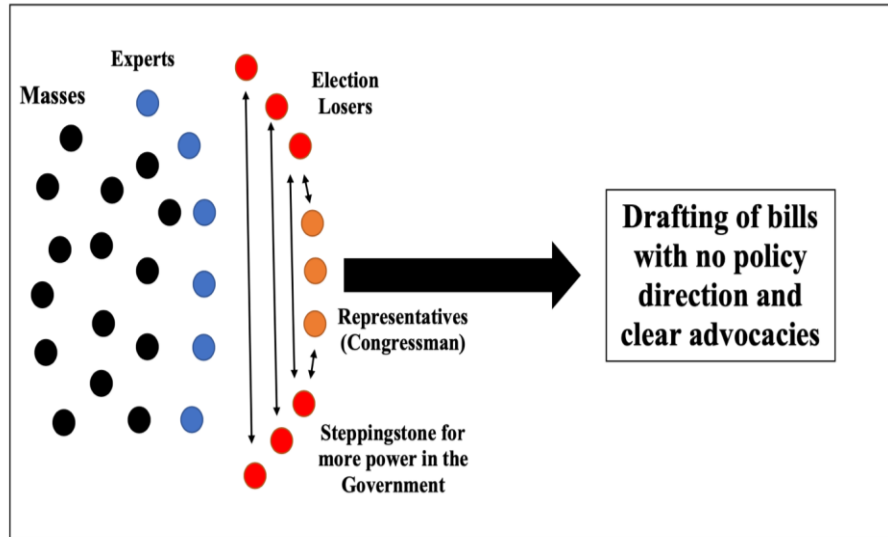 Experts
Masses
Election
Losers
Representatives
(Congressman)
Steppingstone for
more power in the
Government
Drafting of bills
with no policy
direction and
clear advocacies